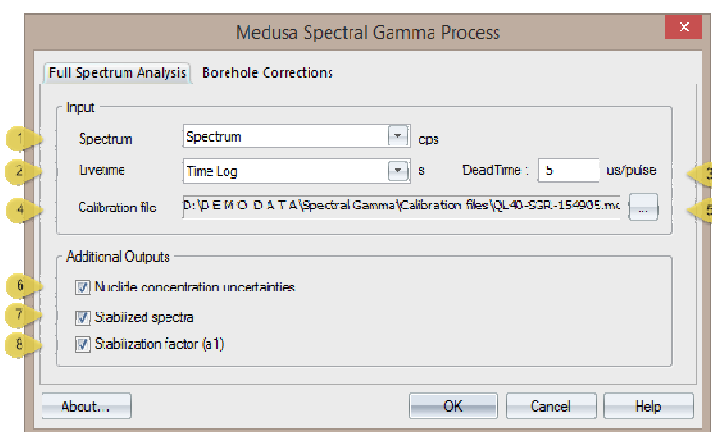 Medusa Spectral Gamma Process
×
Full Spectrum Analysis Borehole Corrections
Input
1 Spectrum Spectrum cps
2 Livetime Time Log s DeadTime : 5 us/pulse 3
4 Calibration file D:\D E M O D A T A\Spectral Gamma\Calibration files\QL40-SGR-154905.mc ... 5
Additional Outputs
6 Nuclide concentration uncertainties
7 Stabilized spectra
8 Stabilization factor (a1)
About... OK Cancel Help